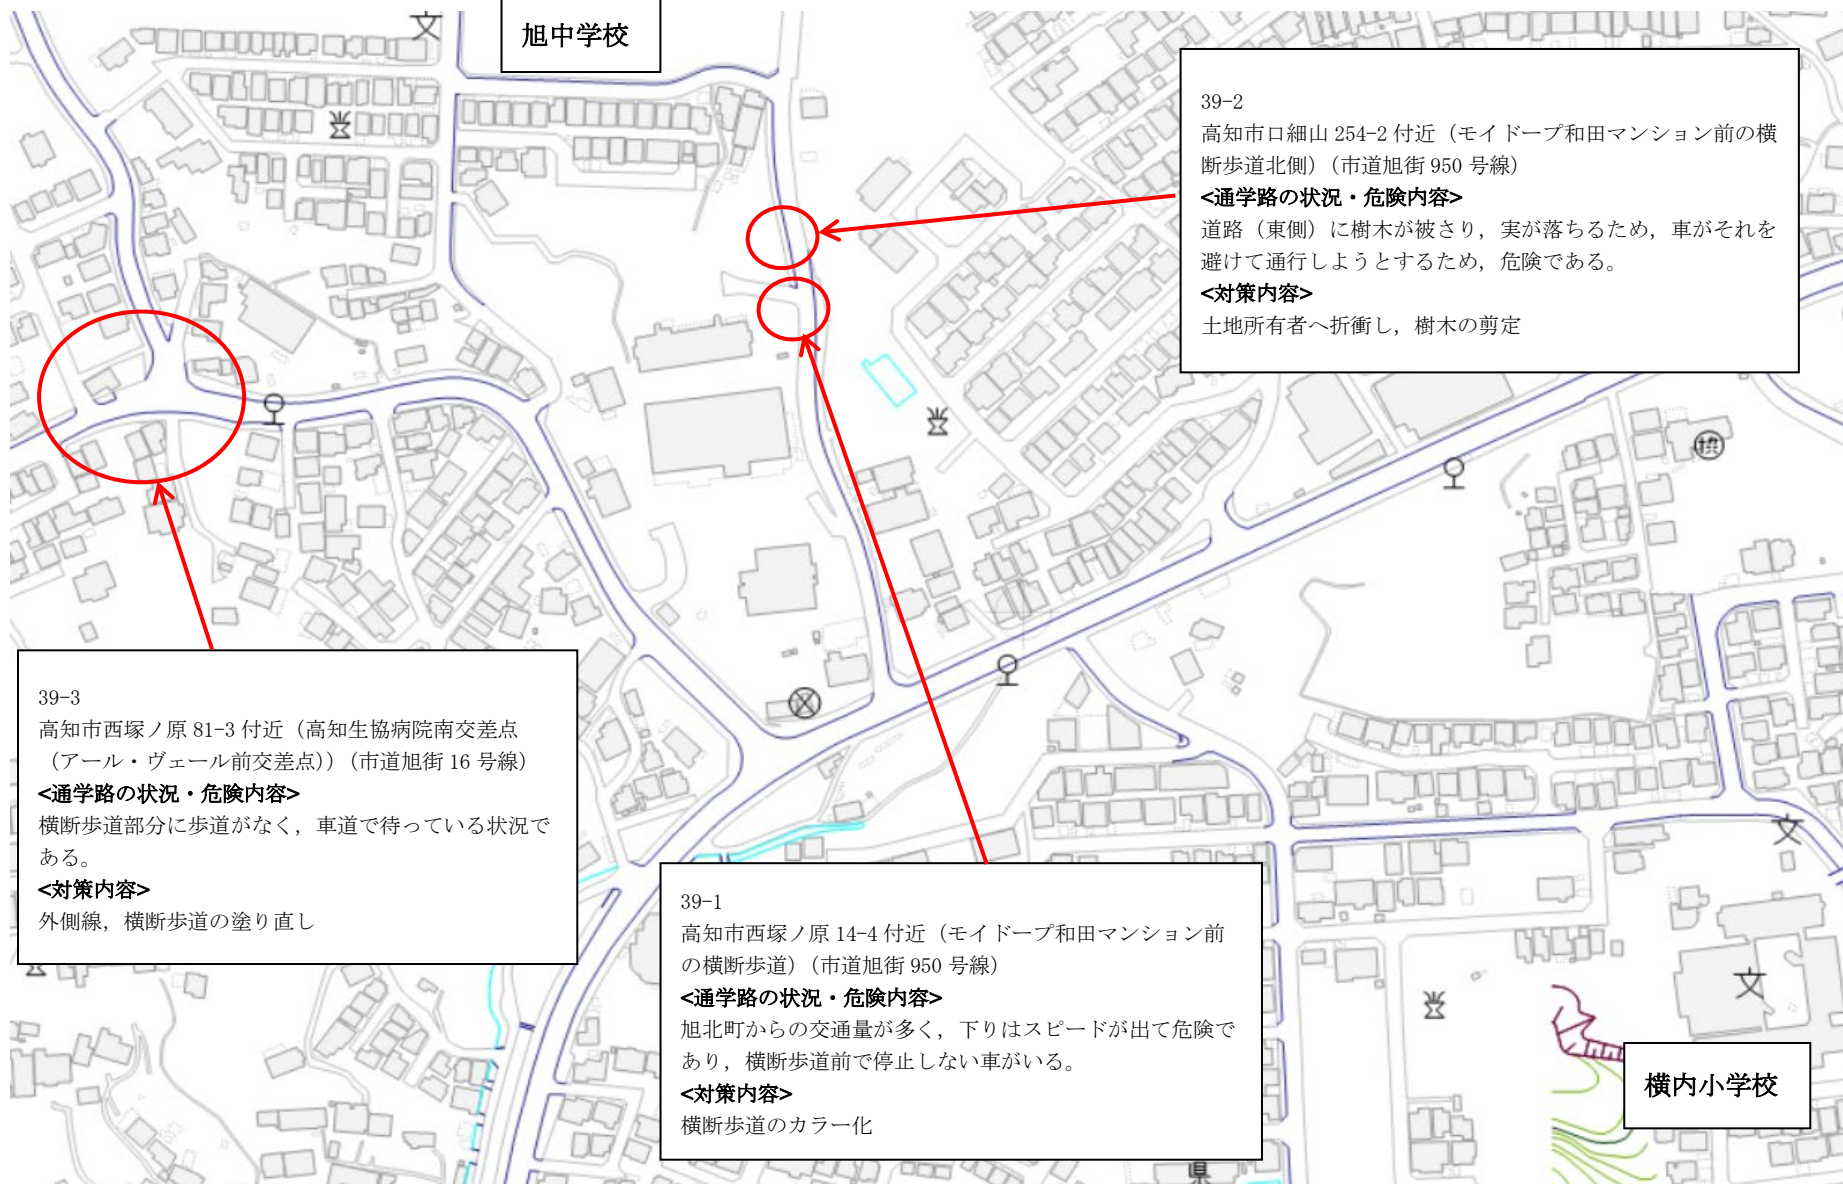 文
旭中学校
39-2
高知市口細山 254-2 付近（モイドープ和田マンション前の横
断歩道北側）（市道旭街 950 号線）
<通学路の状況・危険内容>
道路（東側）に樹木が被さり，実が落ちるため，車がそれを
避けて通行しようとするため，危険である。
<対策内容>
土地所有者へ折衝し，樹木の剪定
39-3
高知市西塚ノ原 81-3 付近（高知生協病院南交差点
（アール・ヴェール前交差点））（市道旭街 16 号線）
<通学路の状況・危険内容>
横断歩道部分に歩道がなく，車道で待っている状況で
ある。
<対策内容>
外側線，横断歩道の塗り直し
39-1
高知市西塚ノ原 14-4 付近（モイドープ和田マンション前
の横断歩道）（市道旭街 950 号線）
<通学路の状況・危険内容>
旭北町からの交通量が多く，下りはスピードが出て危険で
あり，横断歩道前で停止しない車がいる。
<対策内容>
横断歩道のカラー化
文
文
横内小学校
県